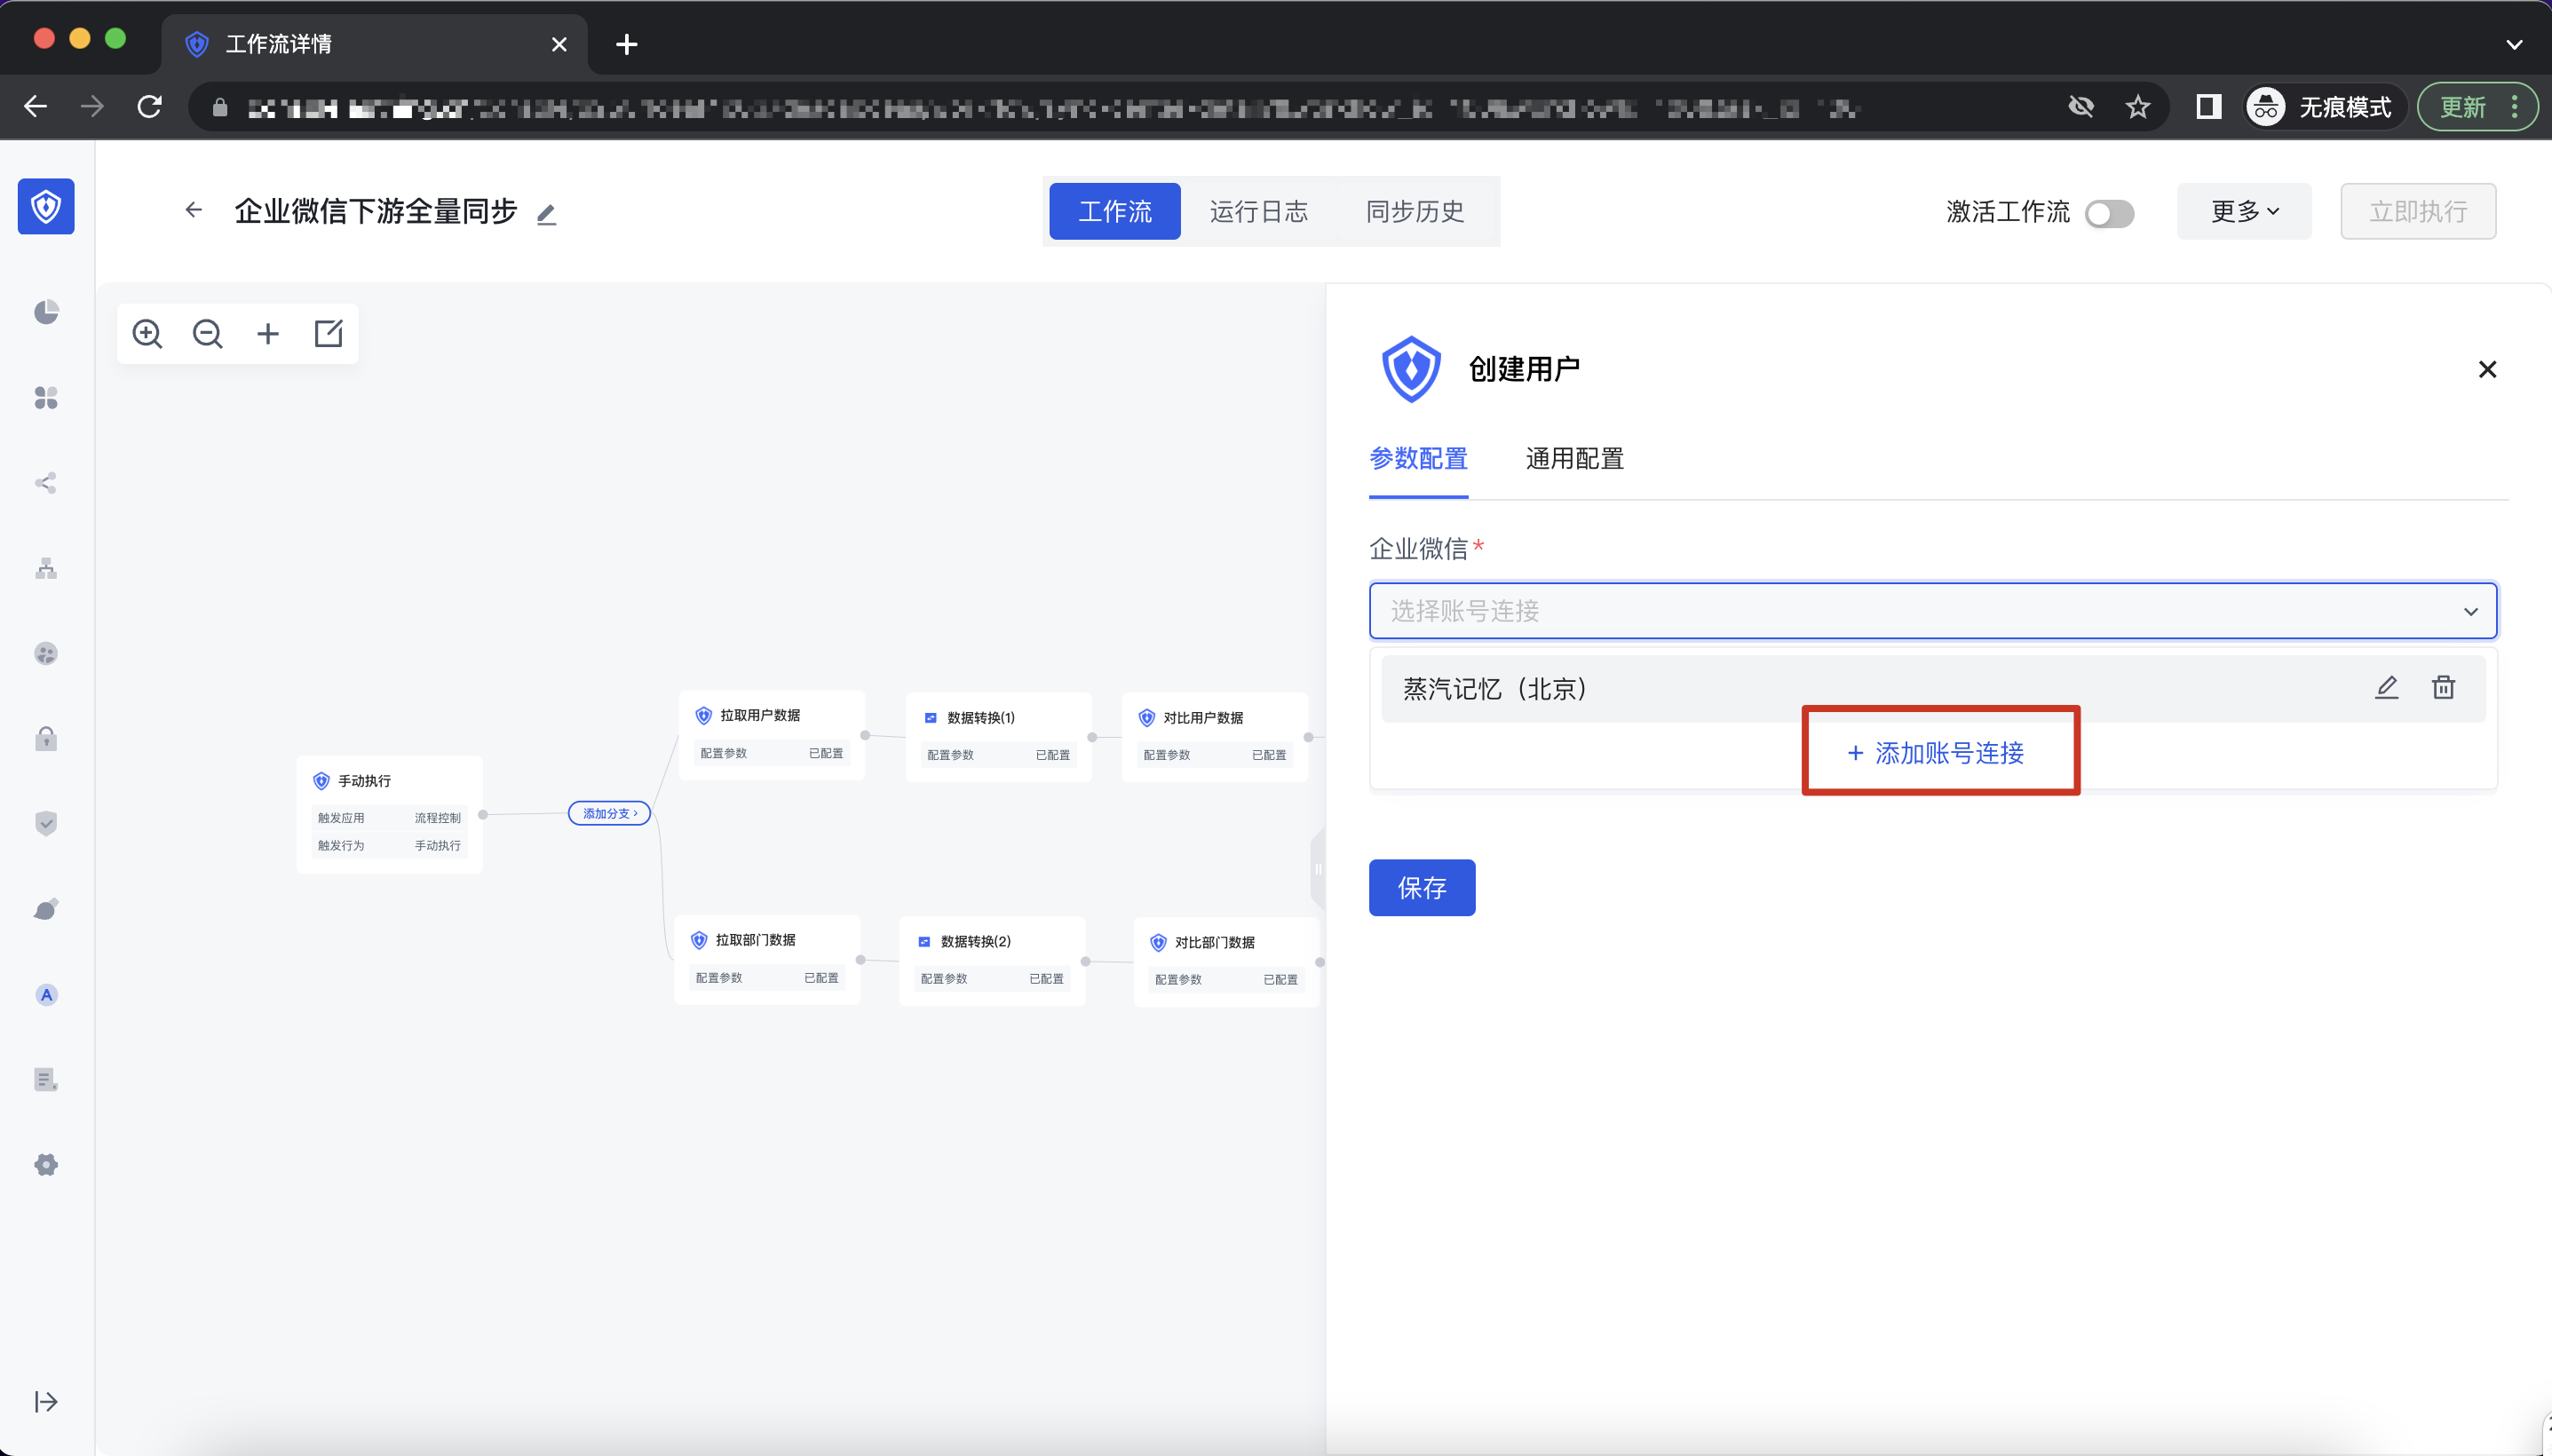 工作流详情
无痕模式
更新
企业微信下游全量同步
工作流
运行日志
同步历史
激活工作流
更多
立即执行
创建用户
参数配置
通用配置
企业微信*
选择账号连接
蒸汽记忆（北京）
+ 添加账号连接
保存
手动执行
触发应用 流程控制
触发行为 手动执行
添加分支 ›
拉取用户数据
配置参数 已配置
数据转换(1)
配置参数 已配置
对比用户数据
配置参数 已配置
拉取部门数据
配置参数 已配置
数据转换(2)
配置参数 已配置
对比部门数据
配置参数 已配置
A